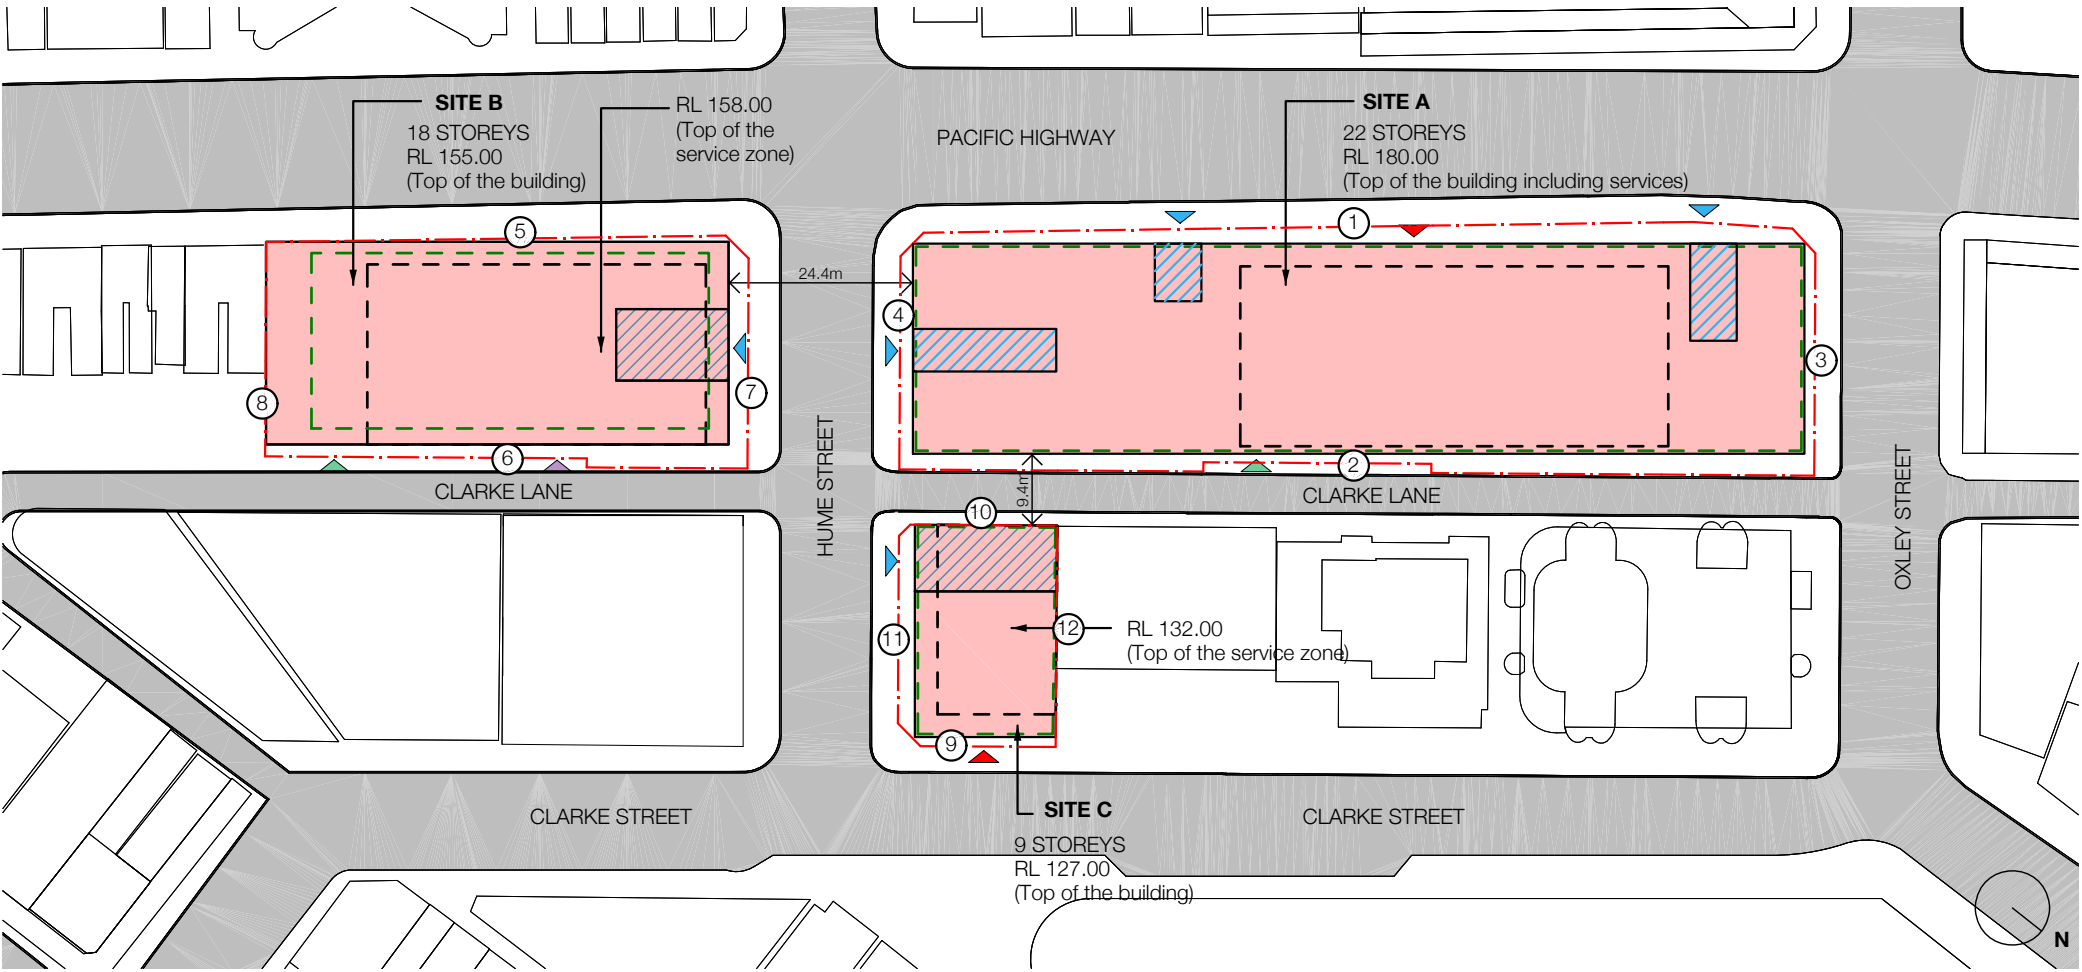 SITE B
18 STOREYS
RL 155.00
(Top of the building)
RL 158.00
(Top of the
service zone)
PACIFIC HIGHWAY
SITE A
22 STOREYS
RL 180.00
(Top of the building including services)
5
1
24.4m
4
3
7
8
6
2
CLARKE LANE
HUME STREET
9.4m
CLARKE LANE
OXLEY STREET
10
11
12
RL 132.00
(Top of the service zone)
9
CLARKE STREET
SITE C
9 STOREYS
RL 127.00
(Top of the building)
CLARKE STREET
N